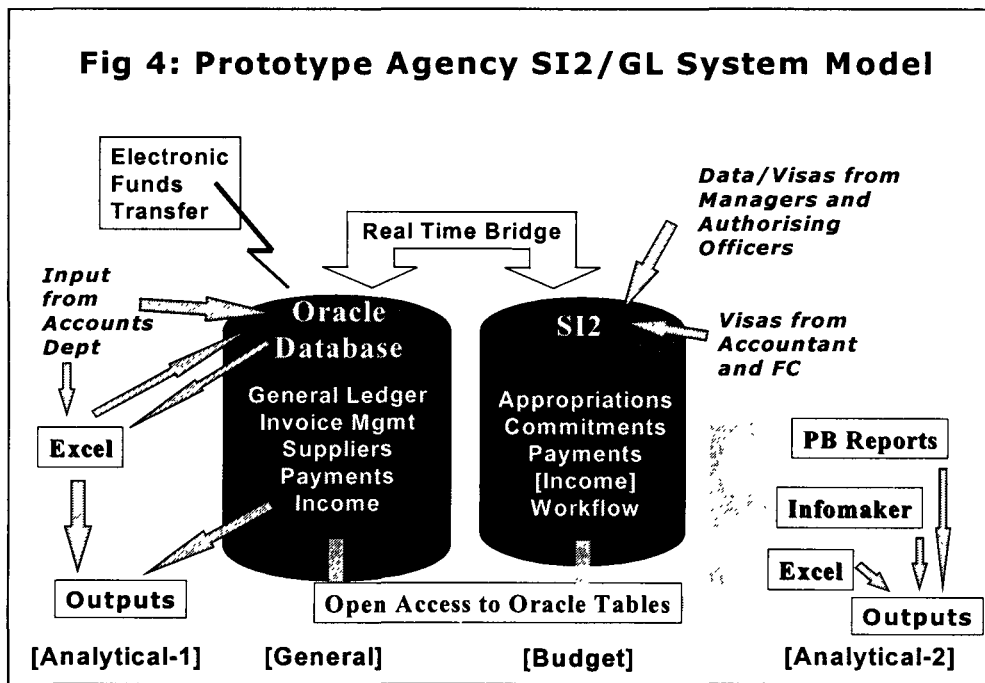 Fig 4: Prototype Agency SI2/GL System Model
Electronic
Funds
Transfer
Real Time Bridge
Data/Visas from
Managers and
Authorising
Officers
Input
from
Accounts
Dept
Oracle
Database
General Ledger
Invoice Mgmt
Suppliers
Payments
Income
SI2
Appropriations
Commitments
Payments
[Income]
Workflow
Visas from
Accountant
and FC
Excel
Outputs
PB Reports
Infomaker
Excel
Outputs
Open Access to Oracle Tables
[Analytical-1]
[General]
[Budget]
[Analytical-2]